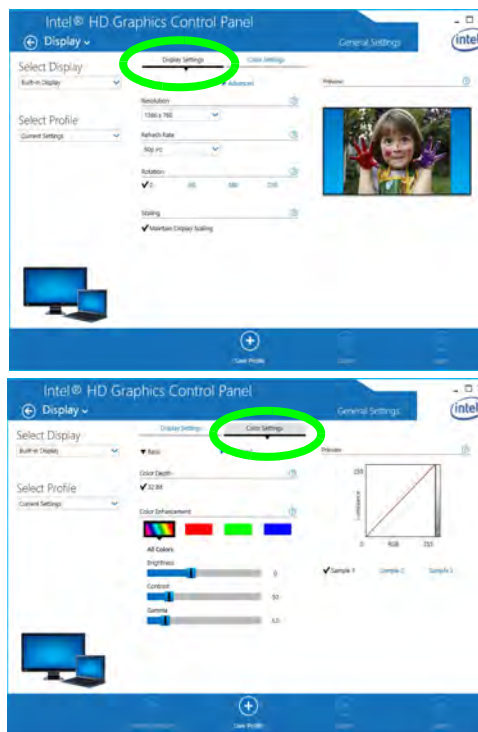 Intel® HD Graphics Control Panel
Display
General Settings
intel
Select Display
Built-in Display
Select Profile
Current Settings
Display Settings
Color Settings
Advanced
Resolution
1366 x 768
Refresh Rate
60p Hz
Rotation
0 90 180 270
Scaling
Maintain Display Scaling
Preview
Save Profile
Intel® HD Graphics Control Panel
Display
General Settings
intel
Select Display
Built-in Display
Select Profile
Current Settings
Display Settings
Color Settings
Basic
Color Depth
32 Bit
Color Enhancement
All Colors
Brightness
0
Contrast
50
Gamma
Preview
255
Luminance
0 RGB 255
Sample 1 Sample 2 Sample 3
Save Profile